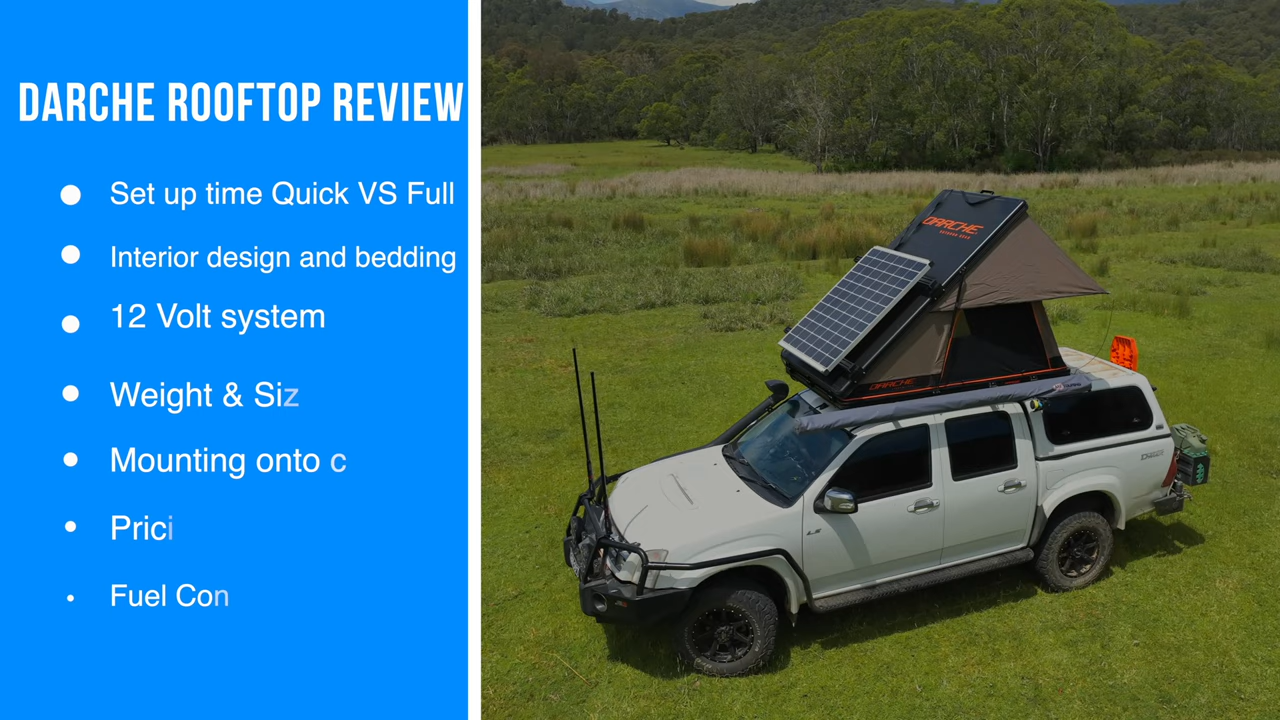 DARCHE ROOFTOP REVIEW
Set up time Quick VS Full
Interior design and bedding
12 Volt system
Weight & Siz
Mounting onto c
Prici
Fuel Con
DARCHE
DARCHE